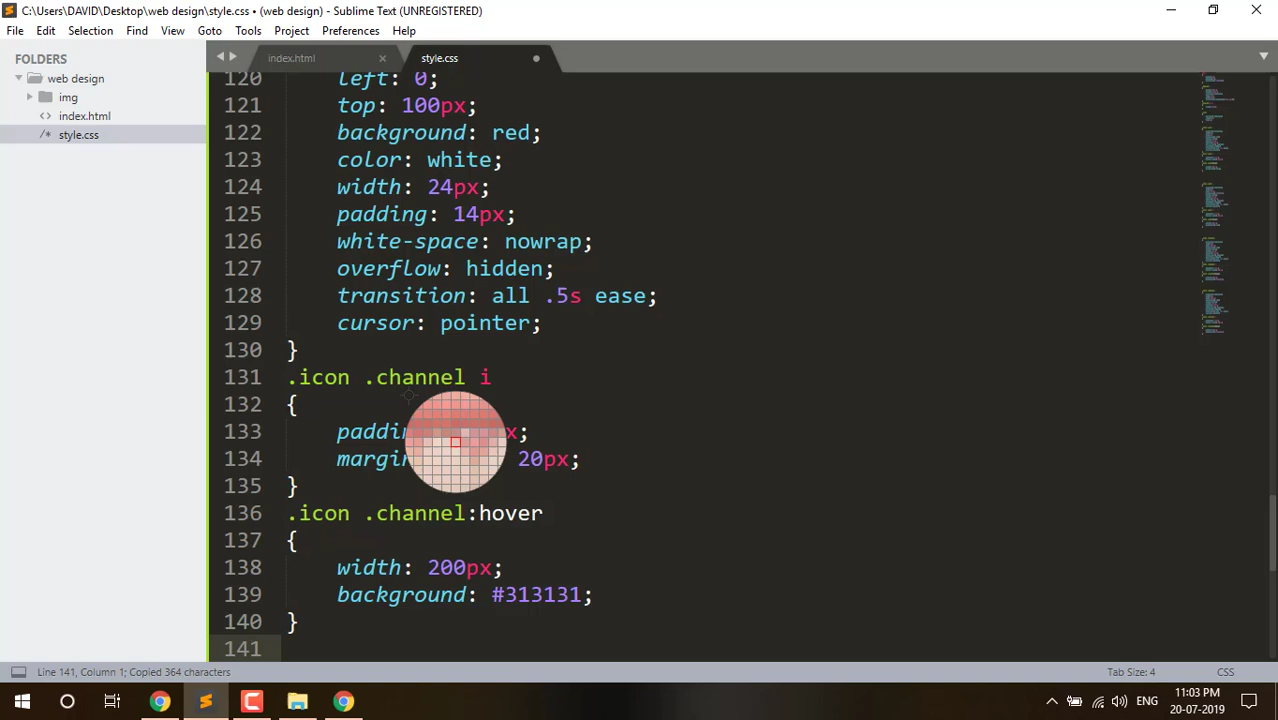 C:\Users\DAVID\Desktop\web design\style.css • (web design) - Sublime Text (UNREGISTERED)
File Edit Selection Find View Goto Tools Project Preferences Help
FOLDERS
web design
img
index.html
style.css
index.html style.css
120 left: 0;
121 top: 100px;
122 background: red;
123 color: white;
124 width: 24px;
125 padding: 14px;
126 white-space: nowrap;
127 overflow: hidden;
128 transition: all .5s ease;
129 cursor: pointer;
130 }
131 .icon .channel i
132 {
133 x;
134 20px;
135 }
136 .icon .channel:hover
137 {
138 width: 200px;
139 background: #313131;
140 }
141
Line 141, Column 1; Copied 364 characters
Tab Size: 4 CSS
ENG
11:03 PM
20-07-2019